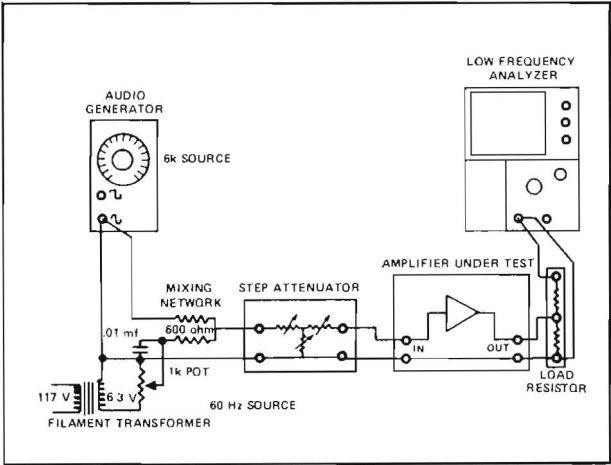 LOW FREQUENCY
ANALYZER
AUDIO
GENERATOR
6k SOURCE
MIXING
NETWORK
600 ohm
STEP ATTENUATOR
AMPLIFIER UNDER TEST
.01 mf
IN
OUT
1k POT
LOAD
RESISTOR
117 V
6 3 V
60 Hz SOURCE
FILAMENT TRANSFORMER